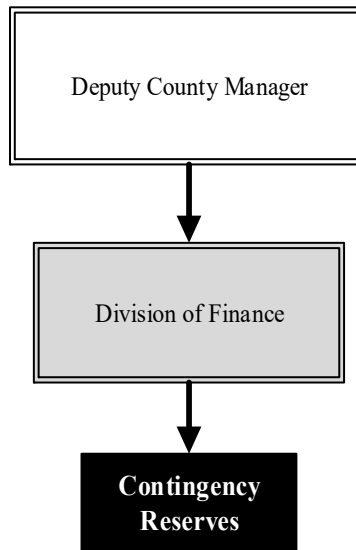 Deputy County Manager
Division of Finance
Contingency
Reserves